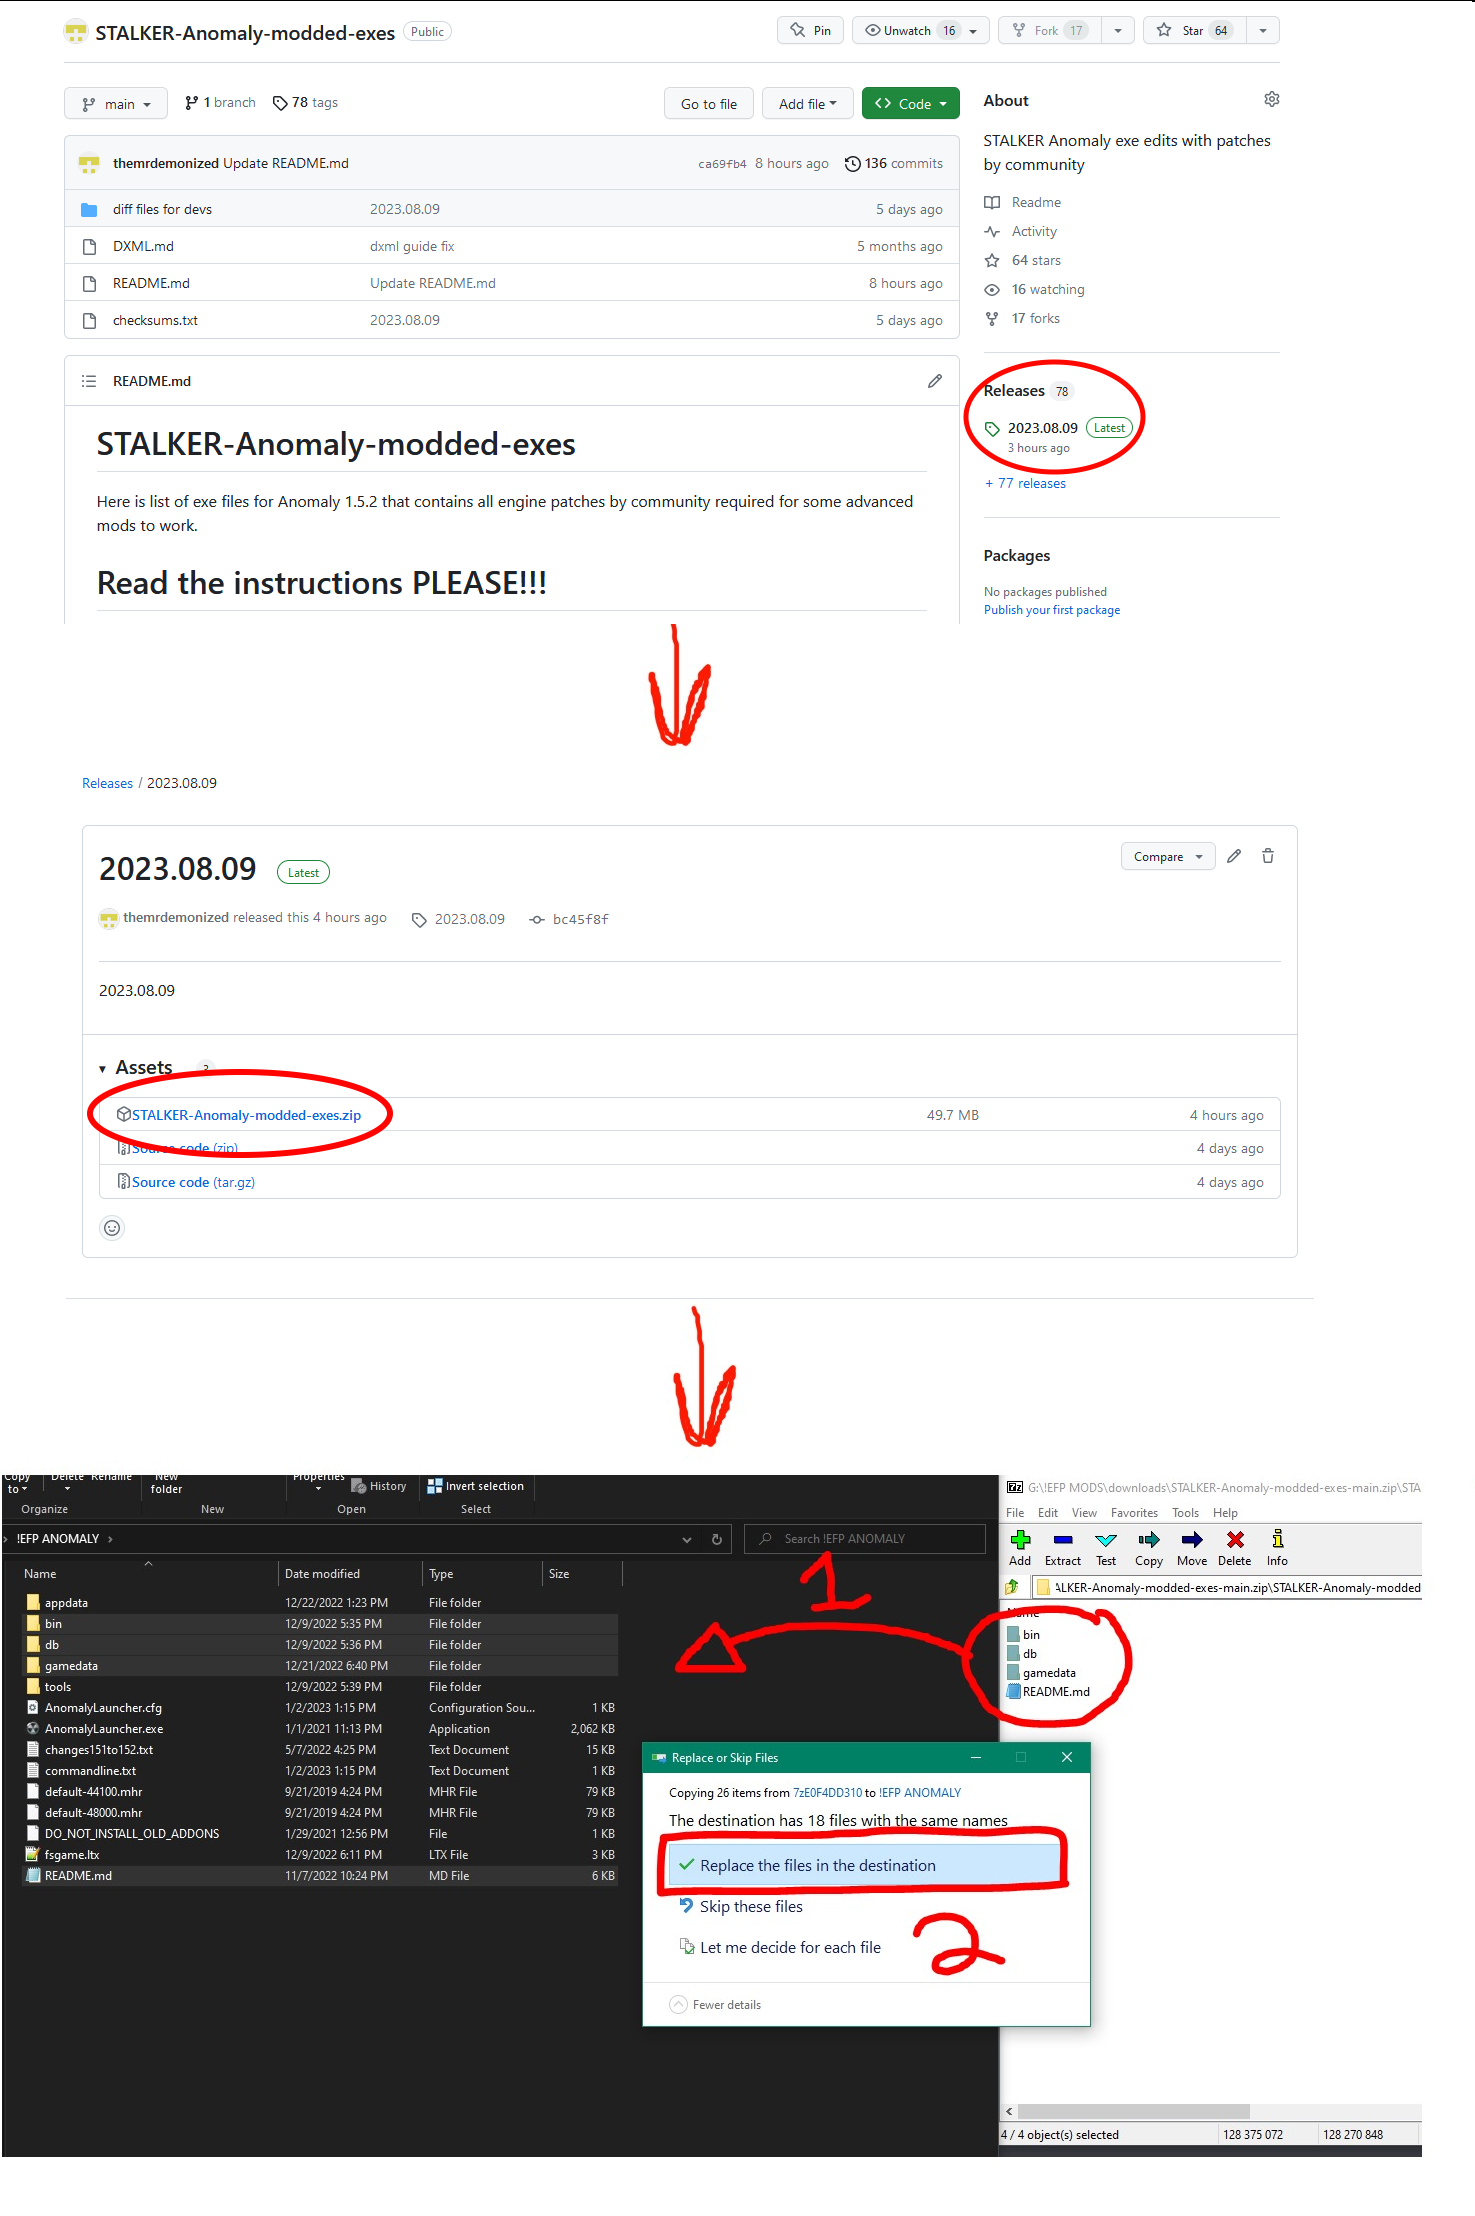 STALKER-Anomaly-modded-exes Public
Pin Unwatch 16 Fork 17 Star 64
main 1 branch 78 tags Go to file Add file <> Code
About
STALKER Anomaly exe edits with patches
by community
themrdemonized Update README.md ca69fb4 8 hours ago 136 commits
diff files for devs 2023.08.09 5 days ago
DXML.md dxml guide fix 5 months ago
README.md Update README.md 8 hours ago
checksums.txt 2023.08.09 5 days ago
Readme
Activity
64 stars
16 watching
17 forks
README.md
STALKER-Anomaly-modded-exes
Here is list of exe files for Anomaly 1.5.2 that contains all engine patches by community required for some advanced
mods to work.
Read the instructions PLEASE!!!
Releases 78
2023.08.09 Latest
3 hours ago
+ 77 releases
Packages
No packages published
Publish your first package
Releases / 2023.08.09
2023.08.09 Latest
Compare
themrdemonized released this 4 hours ago 2023.08.09 bc45f8f
2023.08.09
Assets 3
STALKER-Anomaly-modded-exes.zip 49.7 MB 4 hours ago
Source code (zip) 4 days ago
Source code (tar.gz) 4 days ago
Copy Delete Rename New Properties
to folder History Invert selection
Organize New Open Select
!EFP ANOMALY Search !EFP ANOMALY
Name Date modified Type Size
appdata 12/22/2022 1:23 PM File folder
bin 12/9/2022 5:35 PM File folder
db 12/9/2022 5:36 PM File folder
gamedata 12/21/2022 6:40 PM File folder
tools 12/9/2022 5:39 PM File folder
AnomalyLauncher.cfg 1/2/2023 1:15 PM Configuration Sou... 1 KB
AnomalyLauncher.exe 1/1/2021 11:13 PM Application 2,062 KB
changes151to152.txt 5/7/2022 4:25 PM Text Document 15 KB
commandline.txt 1/2/2023 1:15 PM Text Document 1 KB
default-44100.mhr 9/21/2019 4:24 PM MHR File 79 KB
default-48000.mhr 9/21/2019 4:24 PM MHR File 79 KB
DO_NOT_INSTALL_OLD_ADDONS 1/29/2021 12:56 PM File 1 KB
fsgame.ltx 12/9/2022 6:11 PM LTX File 3 KB
README.md 11/7/2022 10:24 PM MD File 6 KB
1
7z G:\!EFP MODS\downloads\STALKER-Anomaly-modded-exes-main.zip\STA
File Edit View Favorites Tools Help
Add Extract Test Copy Move Delete Info
ALKER-Anomaly-modded-exes-main.zip\STALKER-Anomaly-modded
Name
bin
db
gamedata
README.md
Replace or Skip Files
Copying 26 items from 7zE0F4DD310 to !EFP ANOMALY
The destination has 18 files with the same names
Replace the files in the destination
Skip these files
Let me decide for each file
2
Fewer details
4 / 4 object(s) selected 128 375 072 128 270 848